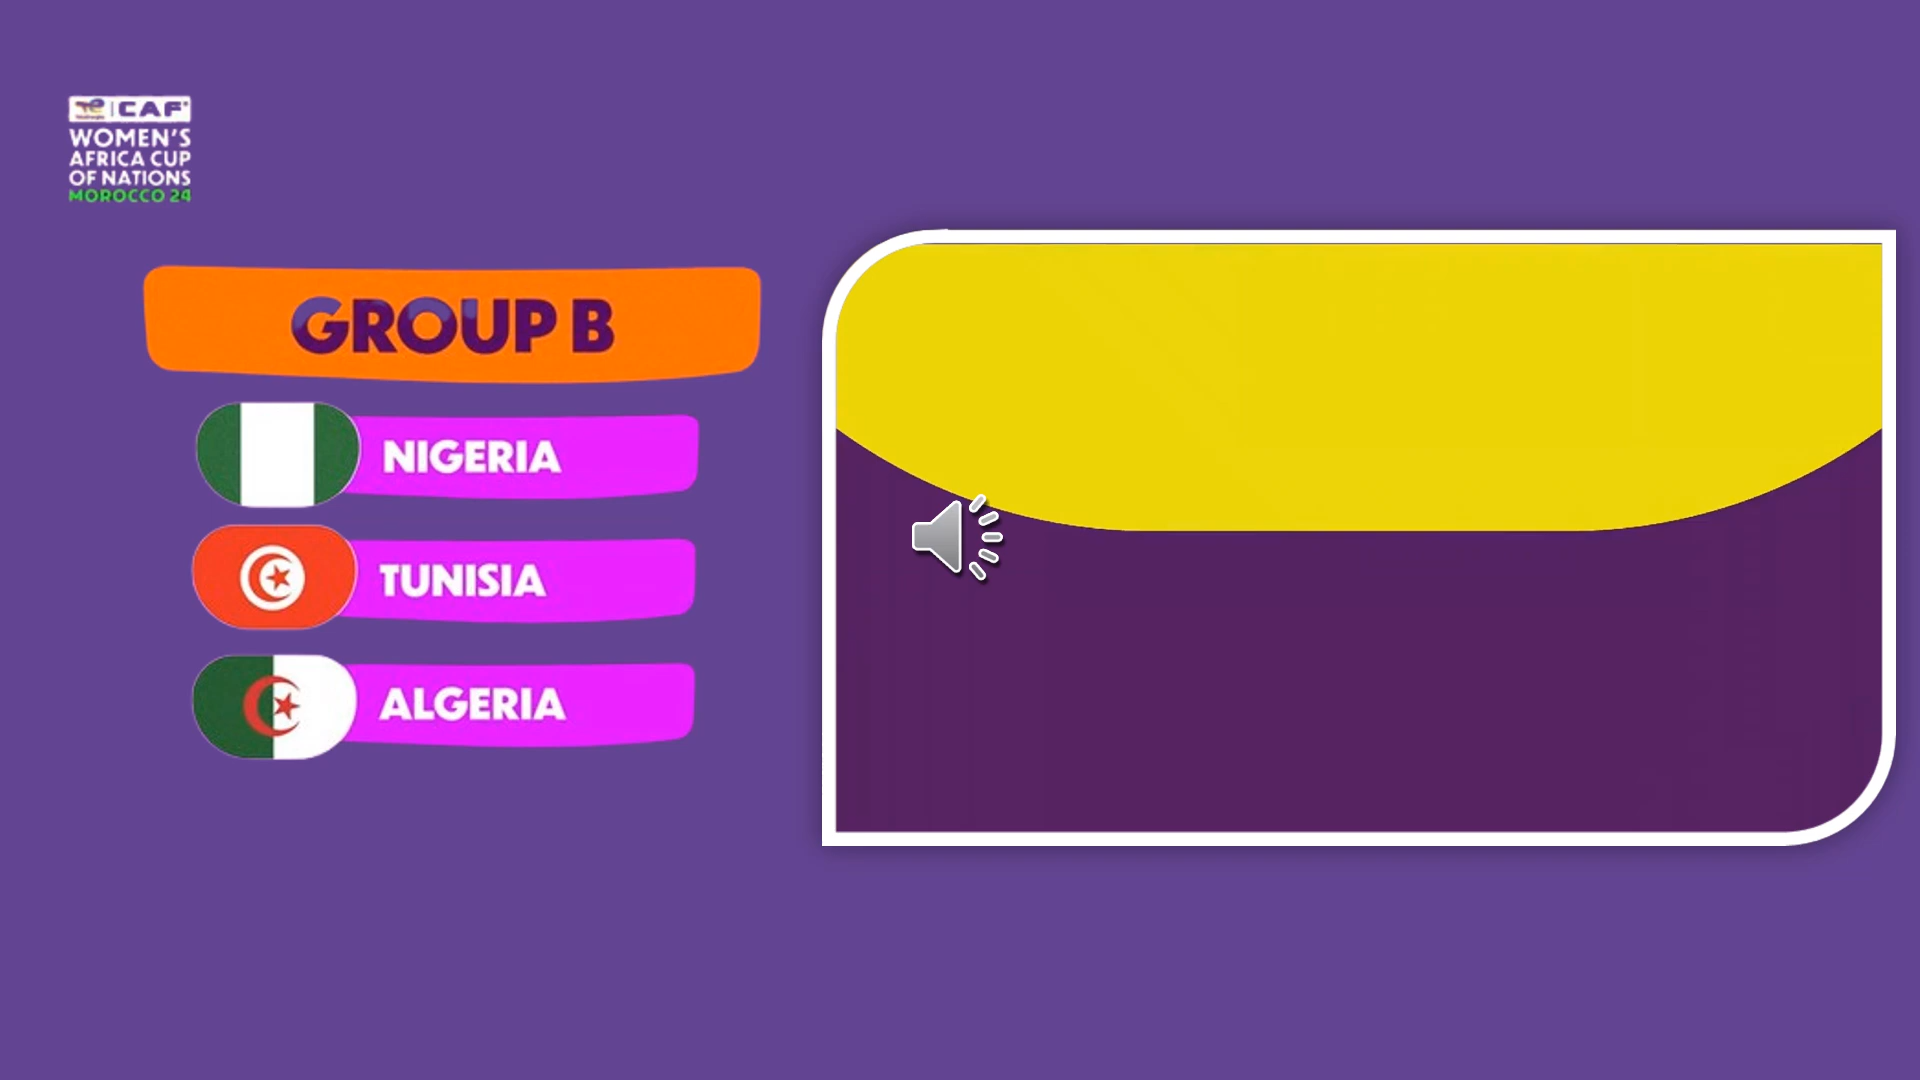 CAF
WOMEN'S
AFRICA CUP
OF NATIONS
MOROCCO 24
GROUP B
NIGERIA
TUNISIA
ALGERIA